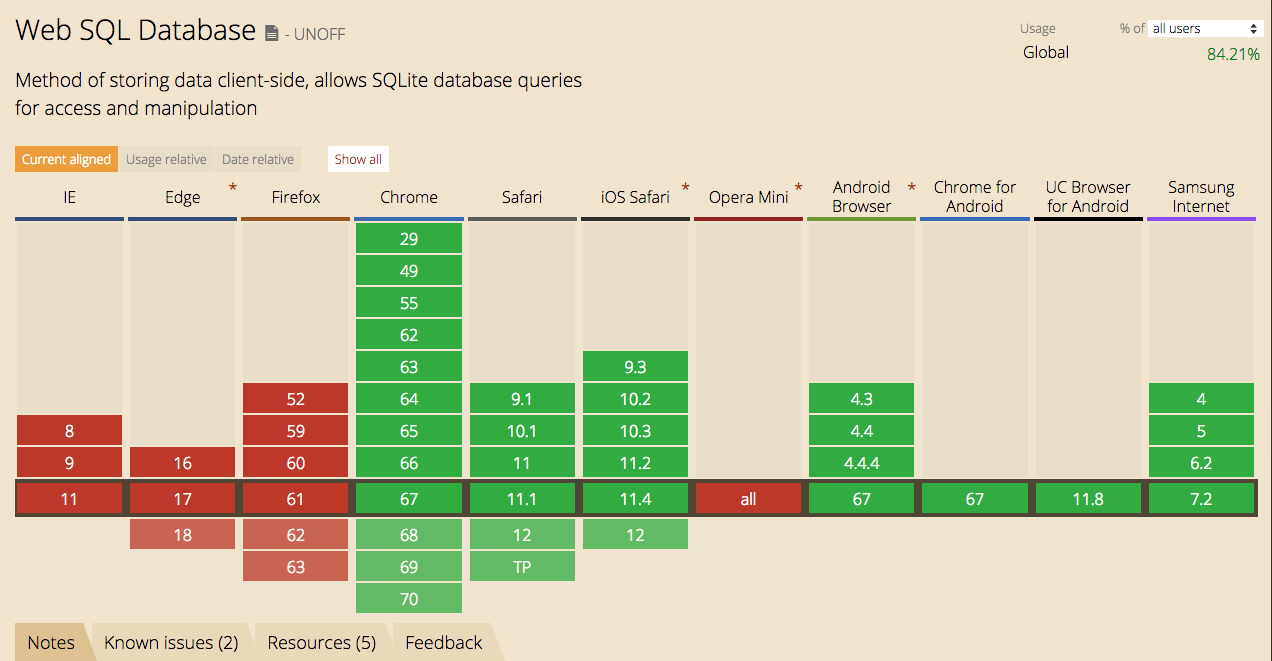 Web SQL Database - UNOFF
Usage % of all users
Global 84.21%
Method of storing data client-side, allows SQLite database queries
for access and manipulation
Current aligned Usage relative Date relative Show all
IE Edge * Firefox Chrome Safari iOS Safari * Opera Mini * Android Browser * Chrome for Android UC Browser for Android Samsung Internet
29
49
55
62
63 9.3
52 64 9.1 10.2 4.3 4
8 59 65 10.1 10.3 4.4 5
9 16 60 66 11 11.2 4.4.4 6.2
11 17 61 67 11.1 11.4 all 67 67 11.8 7.2
18 62 68 12 12
63 69 TP
70
Notes Known issues (2) Resources (5) Feedback